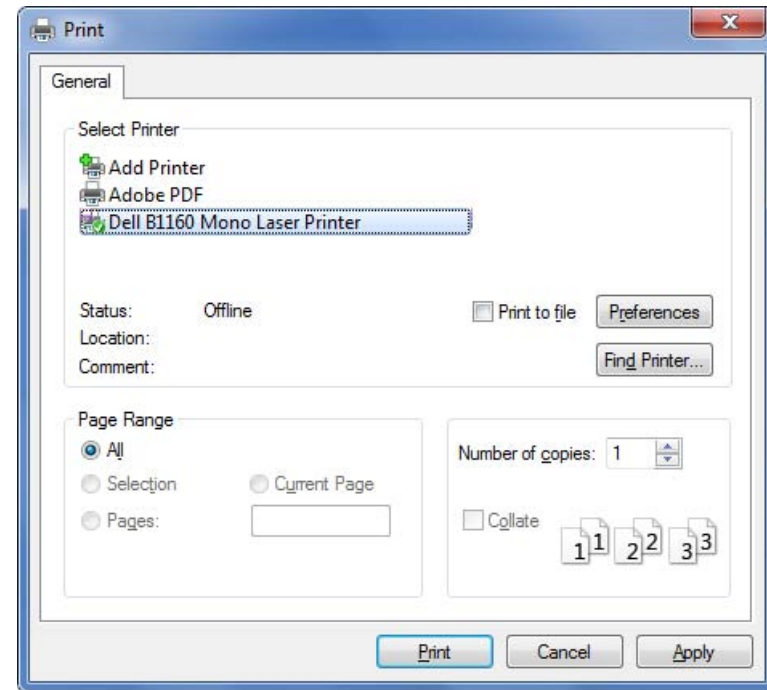 Print
General
Select Printer
Add Printer
Adobe PDF
Dell B1160 Mono Laser Printer
Status: Offline
Print to file
Preferences
Location:
Comment:
Find Printer...
Page Range
All
Selection
Current Page
Pages:
Number of copies: 1
Collate
1 1 2 2 3 3
Print
Cancel
Apply